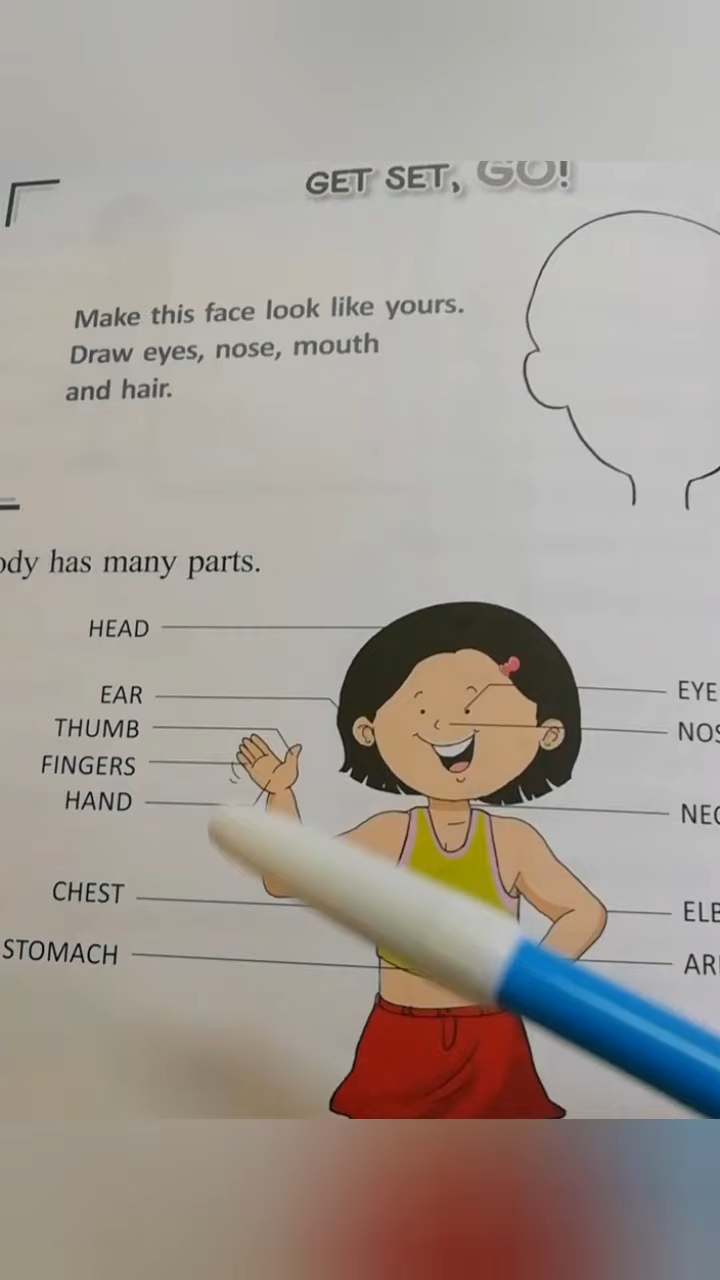 GET SET, GO!
Make this face look like yours.
Draw eyes, nose, mouth
and hair.
has many parts.
HEAD
EAR
EYE
THUMB
FINGERS
HAND
CHEST
STOMACH